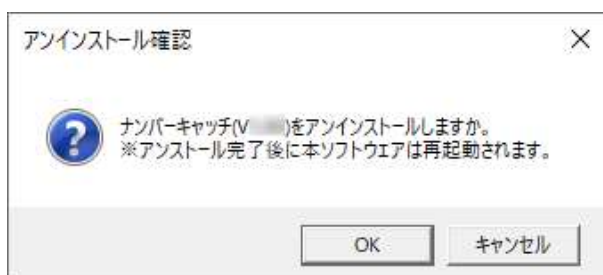 アンインストール確認
ナンバーキャッチ(V )をアンインストールしますか。
※アンストール完了後に本ソフトウェアは再起動されます。
OK
キャンセル